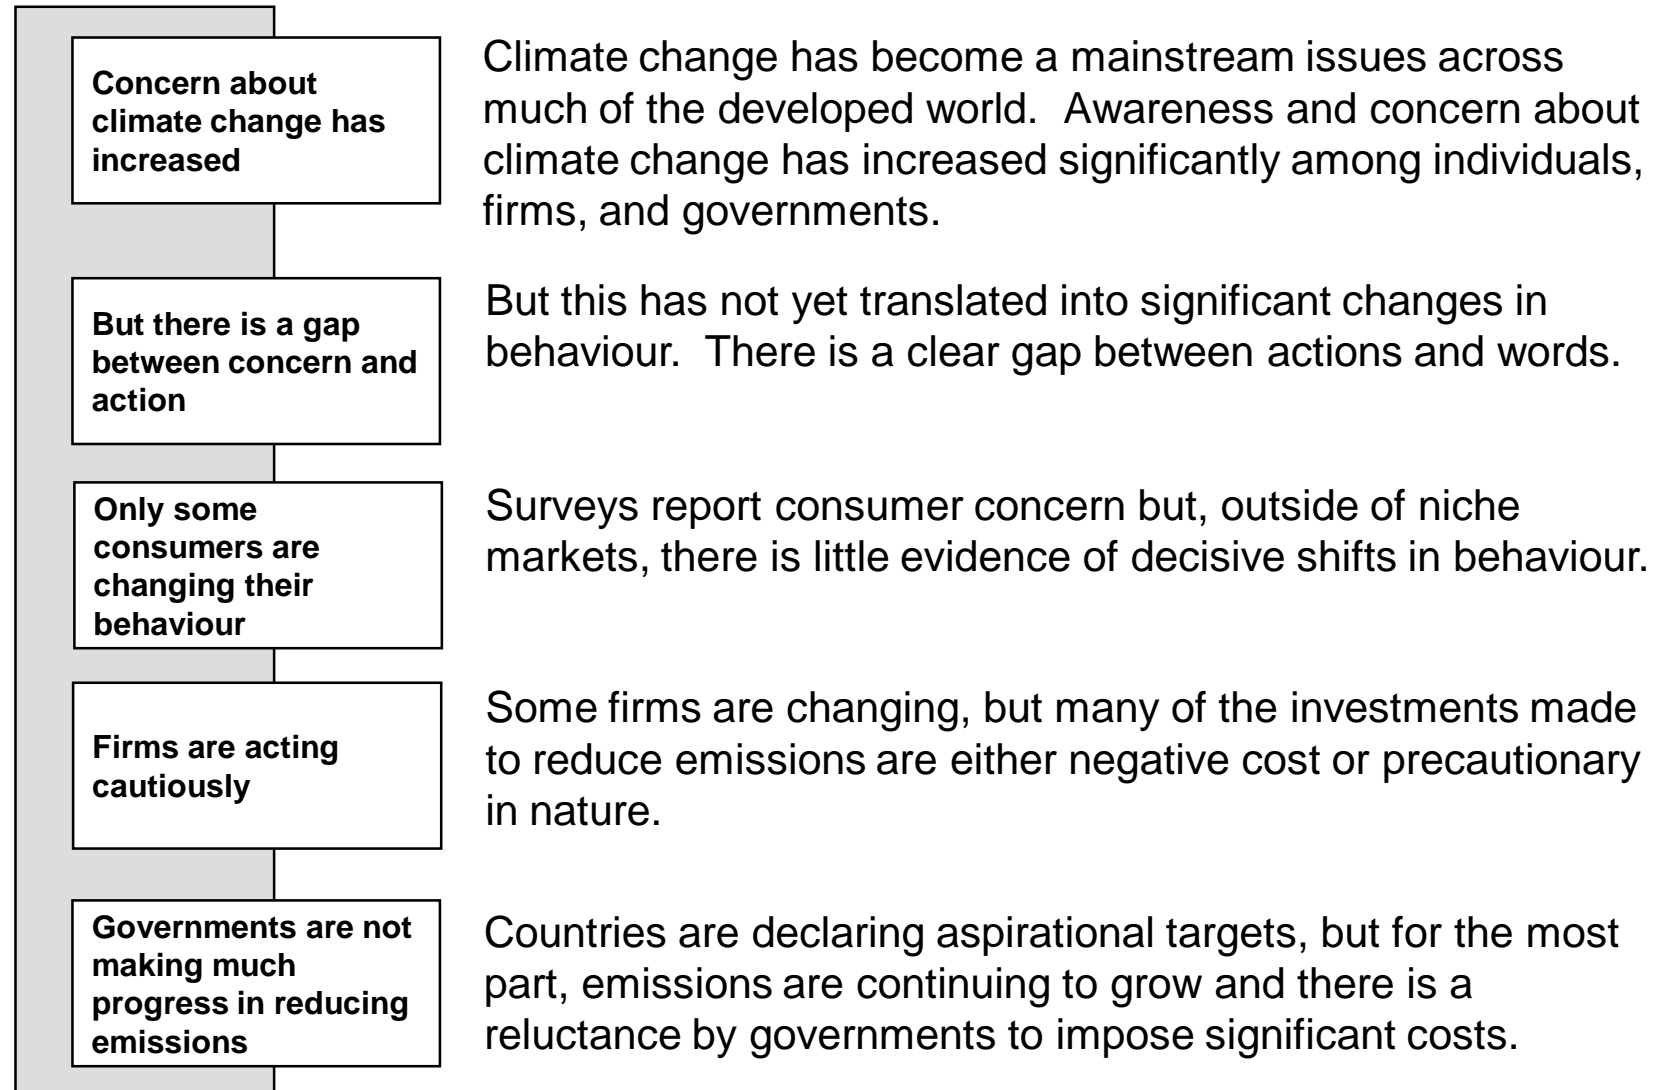 Concern about
climate change has
increased
Climate change has become a mainstream issues across
much of the developed world.  Awareness and concern about
climate change has increased significantly among individuals,
firms, and governments.
But there is a gap
between concern and
action
But this has not yet translated into significant changes in
behaviour.  There is a clear gap between actions and words.
Only some
consumers are
changing their
behaviour
Surveys report consumer concern but, outside of niche
markets, there is little evidence of decisive shifts in behaviour.
Firms are acting
cautiously
Some firms are changing, but many of the investments made
to reduce emissions are either negative cost or precautionary
in nature.
Governments are not
making much
progress in reducing
emissions
Countries are declaring aspirational targets, but for the most
part, emissions are continuing to grow and there is a
reluctance by governments to impose significant costs.